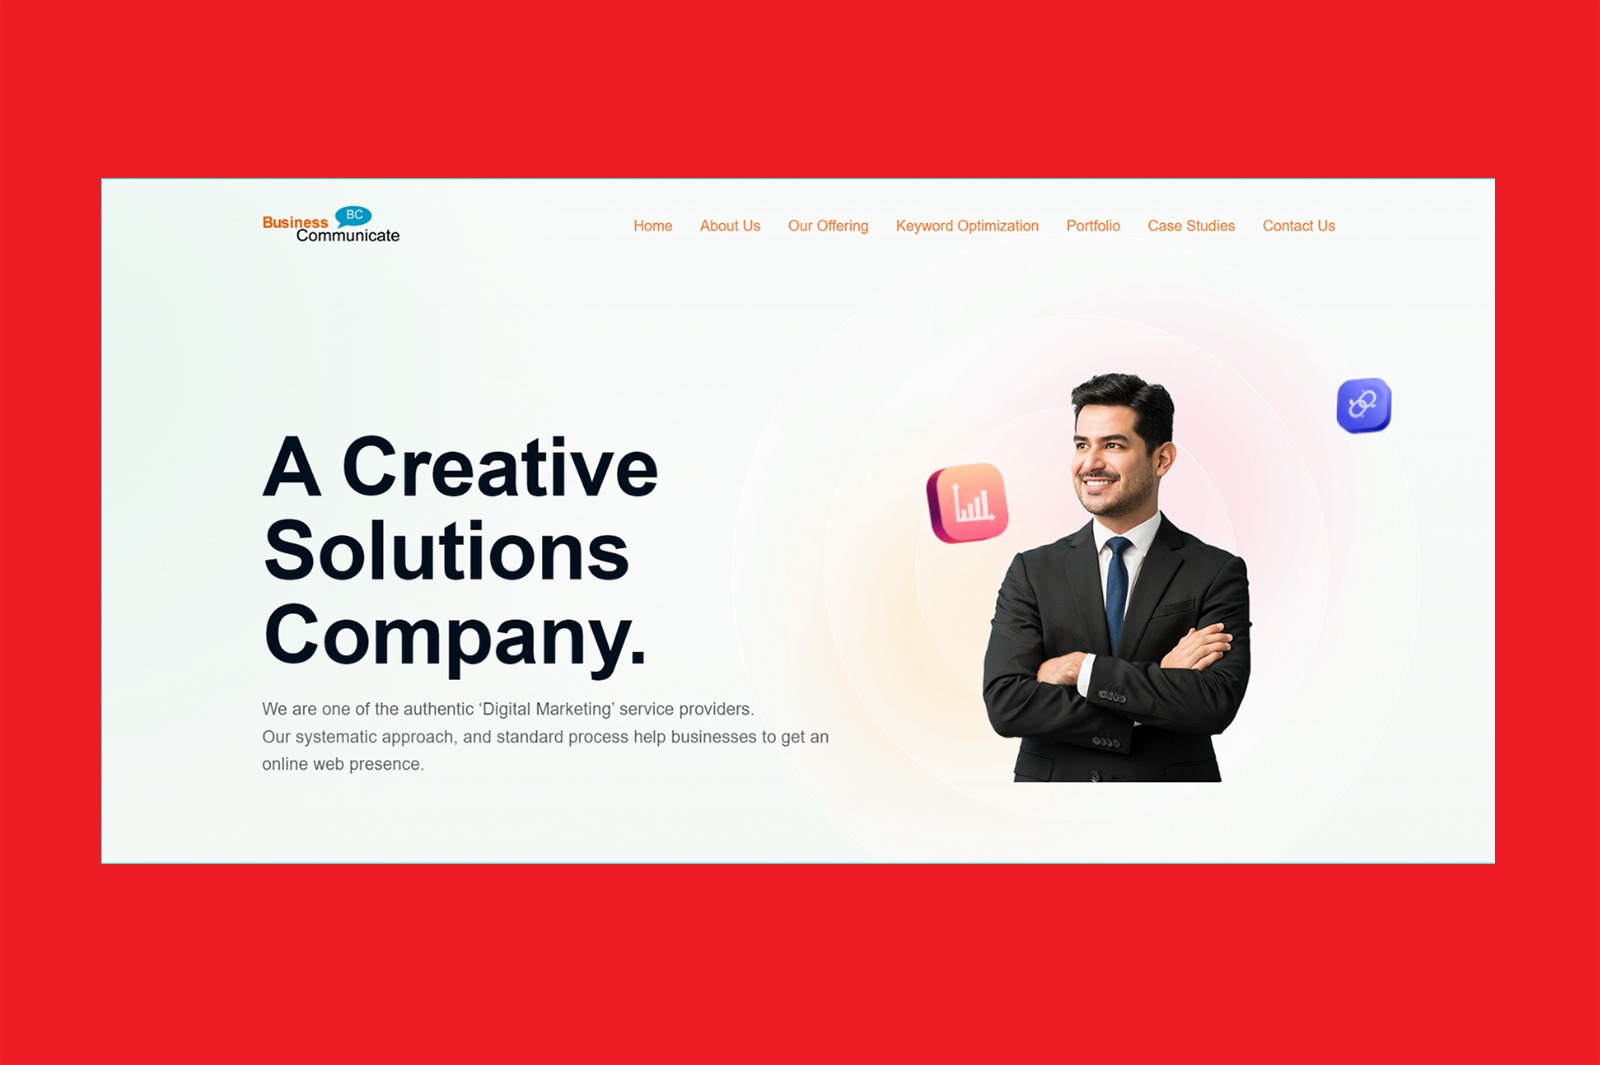 Business BC
Communicate
Home About Us Our Offering Keyword Optimization Portfolio Case Studies Contact Us
A Creative
Solutions
Company.
We are one of the authentic ‘Digital Marketing’ service providers.
Our systematic approach, and standard process help businesses to get an
online web presence.